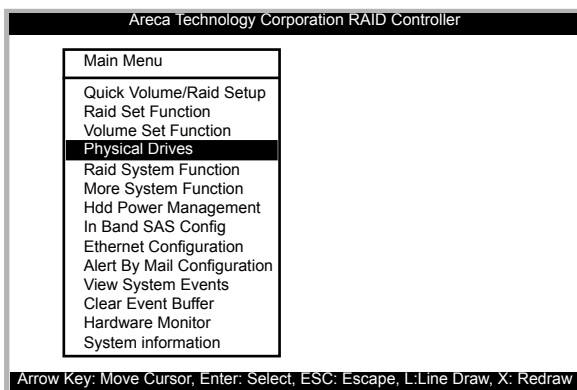 Areca Technology Corporation RAID Controller
Main Menu
Quick Volume/Raid Setup
Raid Set Function
Volume Set Function
Physical Drives
Raid System Function
More System Function
Hdd Power Management
In Band SAS Config
Ethernet Configuration
Alert By Mail Configuration
View System Events
Clear Event Buffer
Hardware Monitor
System information
Arrow Key: Move Cursor, Enter: Select, ESC: Escape, L:Line Draw, X: Redraw